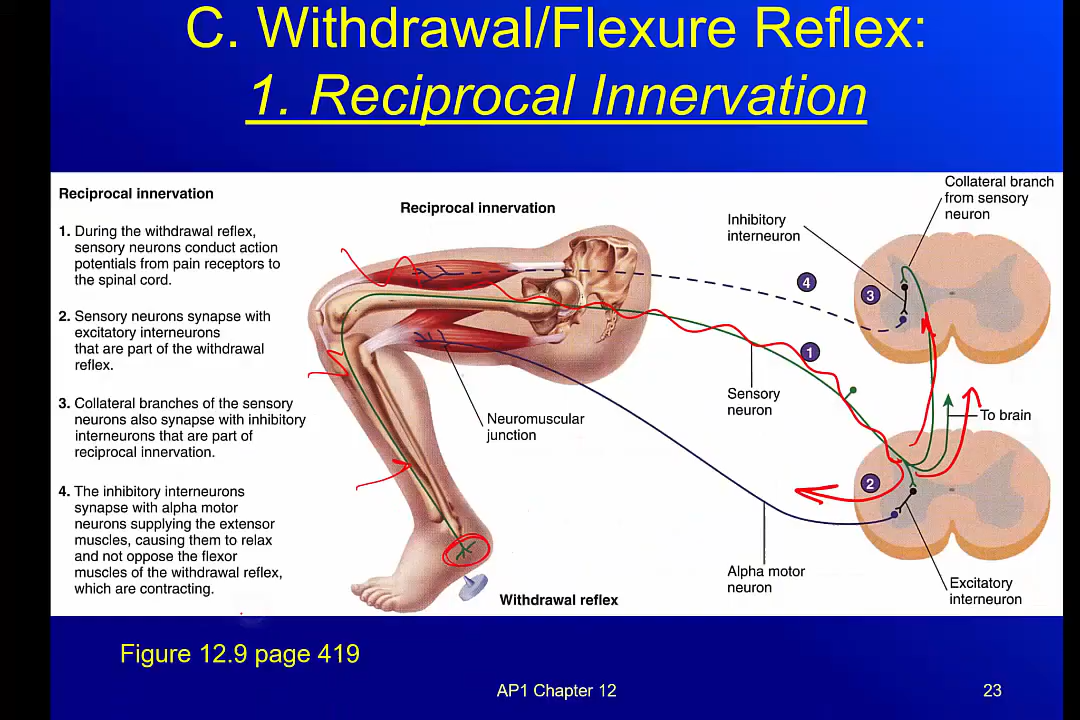 C. Withdrawal/Flexure Reflex:
1. Reciprocal Innervation
Reciprocal innervation
1. During the withdrawal reflex,
sensory neurons conduct action
potentials from pain receptors to
the spinal cord.
2. Sensory neurons synapse with
excitatory interneurons
that are part of the withdrawal
reflex.
3. Collateral branches of the sensory
neurons also synapse with inhibitory
interneurons that are part of
reciprocal innervation.
4. The inhibitory interneurons
synapse with alpha motor
neurons supplying the extensor
muscles, causing them to relax
and not oppose the flexor
muscles of the withdrawal reflex,
which are contracting.
Reciprocal innervation
Collateral branch
from sensory
neuron
Inhibitory
interneuron
4
3
1
Sensory
neuron
Neuromuscular
junction
To brain
2
Alpha motor
neuron
Excitatory
interneuron
Withdrawal reflex
Figure 12.9 page 419
AP1 Chapter 12
23